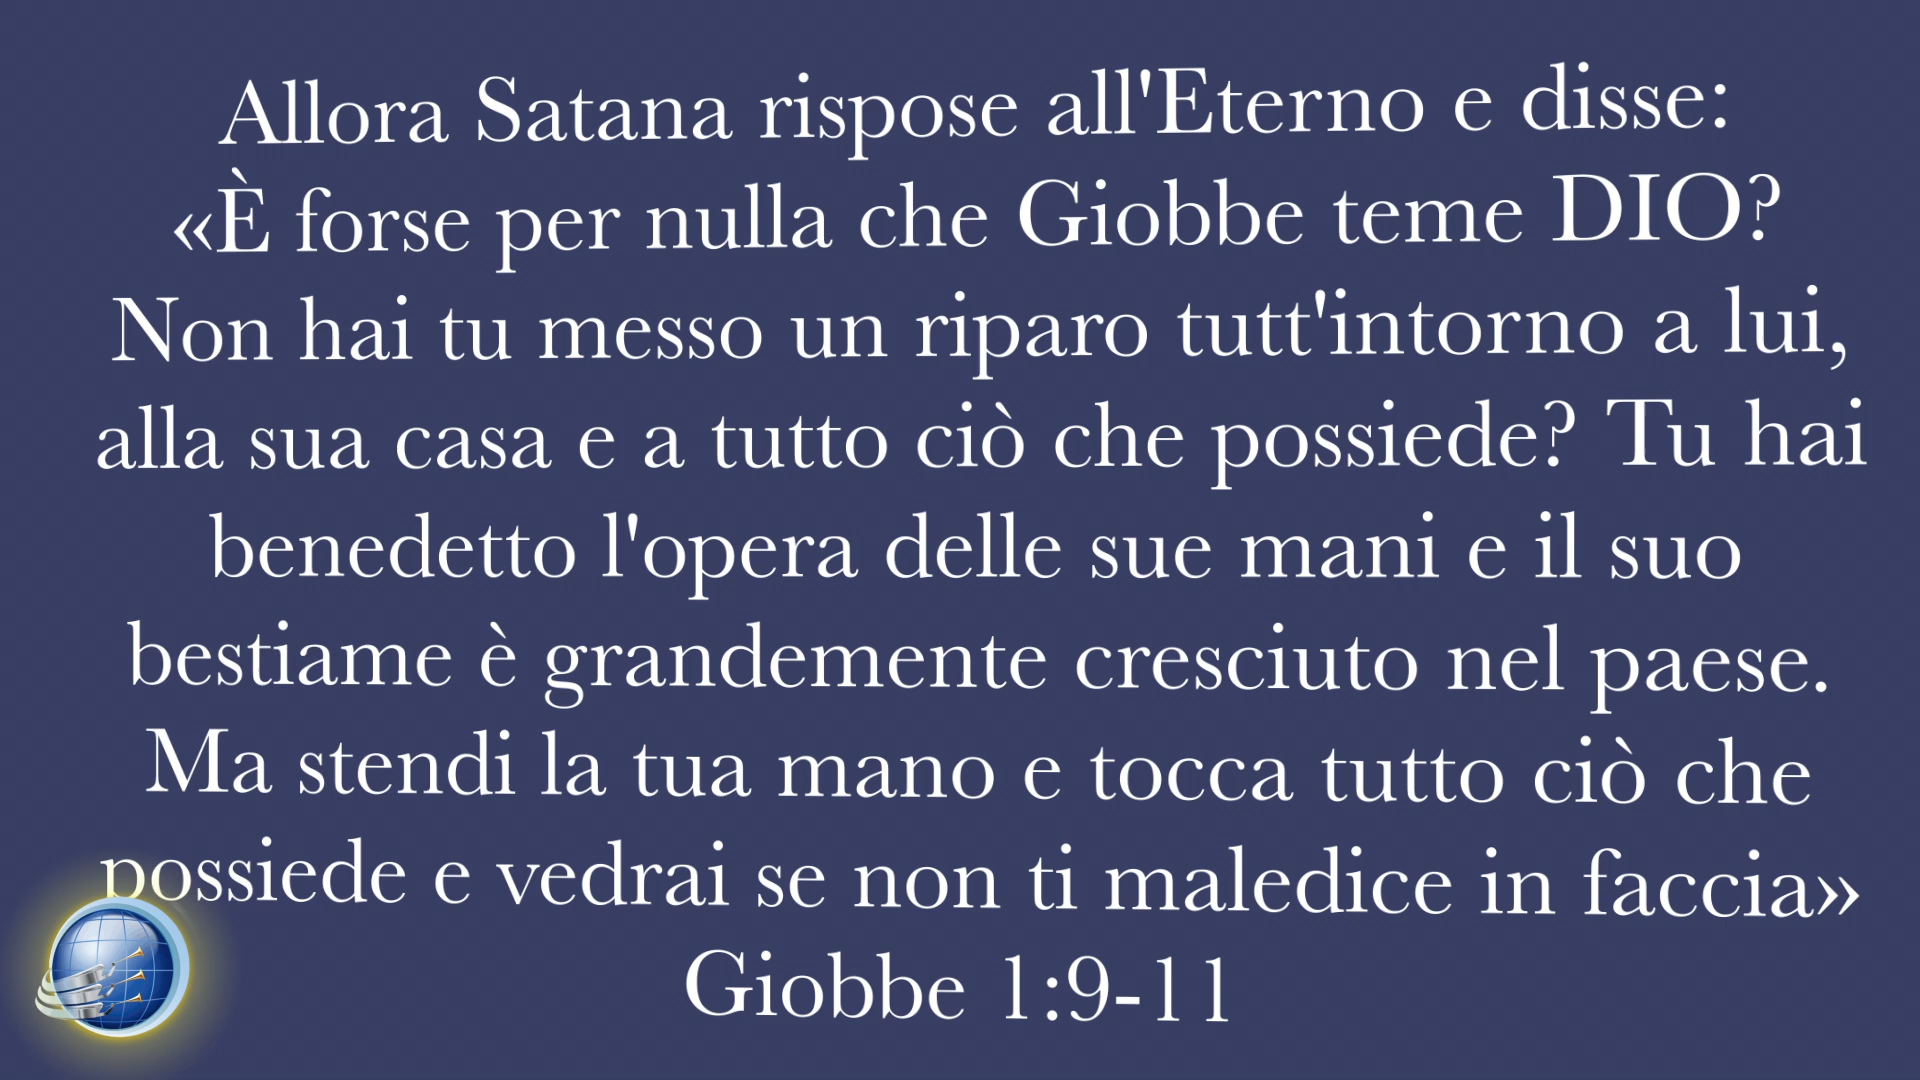 Allora Satana rispose all'Eterno e disse:
«È forse per nulla che Giobbe teme DIO?
Non hai tu messo un riparo tutt'intorno a lui,
alla sua casa e a tutto ciò che possiede? Tu hai
benedetto l'opera delle sue mani e il suo
bestiame è grandemente cresciuto nel paese.
Ma stendi la tua mano e tocca tutto ciò che
possiede e vedrai se non ti maledice in faccia»
Giobbe 1:9-11